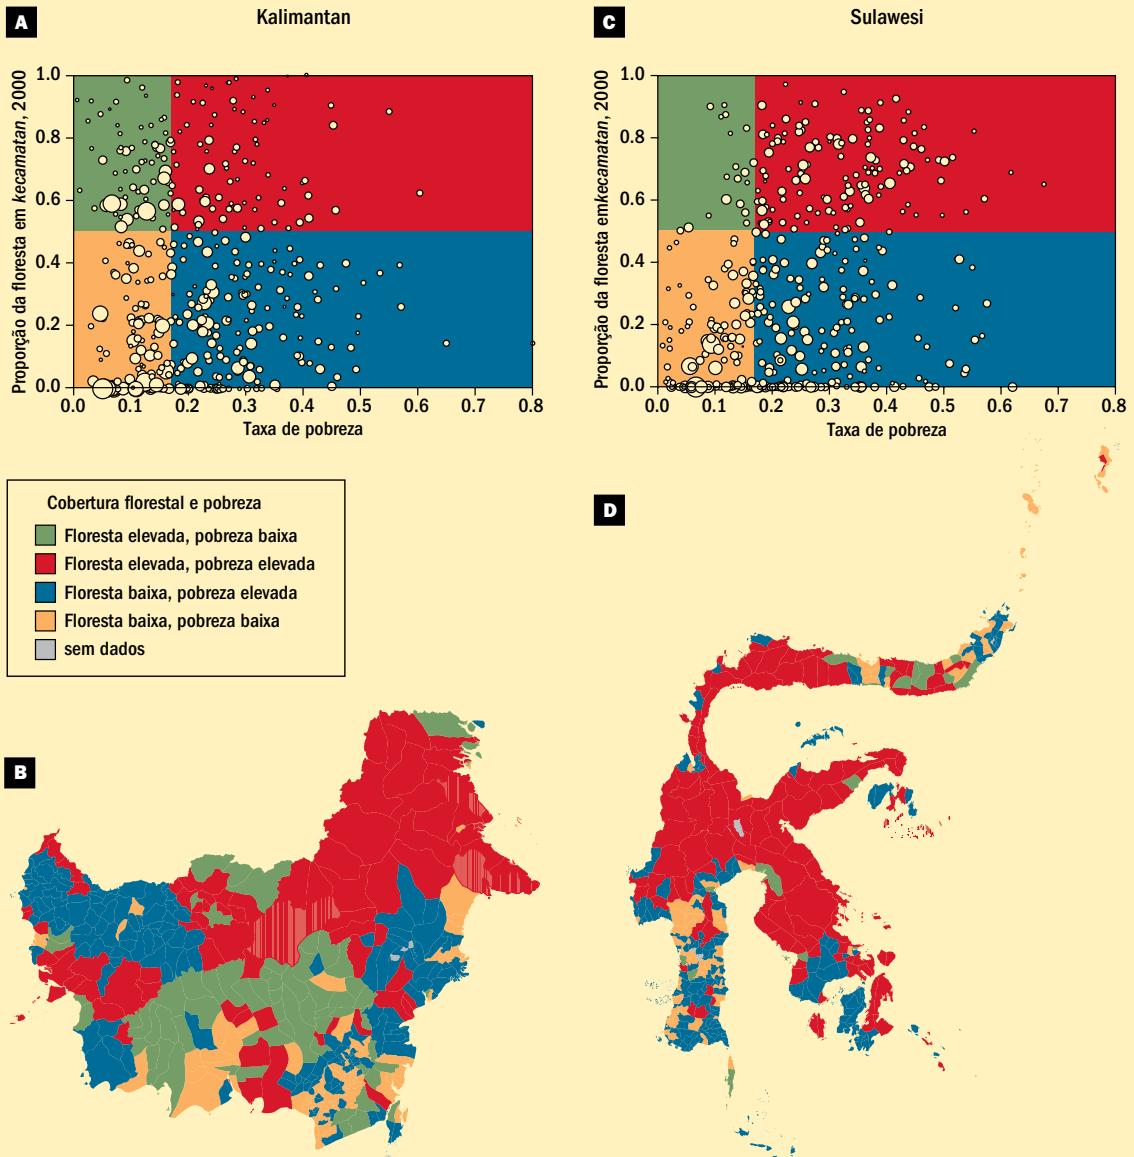 A
Kalimantan
Proporção da floresta em kecamatan, 2000
1.0
0.8
0.6
0.4
0.2
0.0
0.0 0.1 0.2 0.3 0.4 0.5 0.6 0.7 0.8
Taxa de pobreza
C
Sulawesi
Proporção da floresta emkecamatan, 2000
1.0
0.8
0.6
0.4
0.2
0.0
0.0 0.1 0.2 0.3 0.4 0.5 0.6 0.7 0.8
Taxa de pobreza
Cobertura florestal e pobreza
Floresta elevada, pobreza baixa
Floresta elevada, pobreza elevada
Floresta baixa, pobreza elevada
Floresta baixa, pobreza baixa
sem dados
D
B